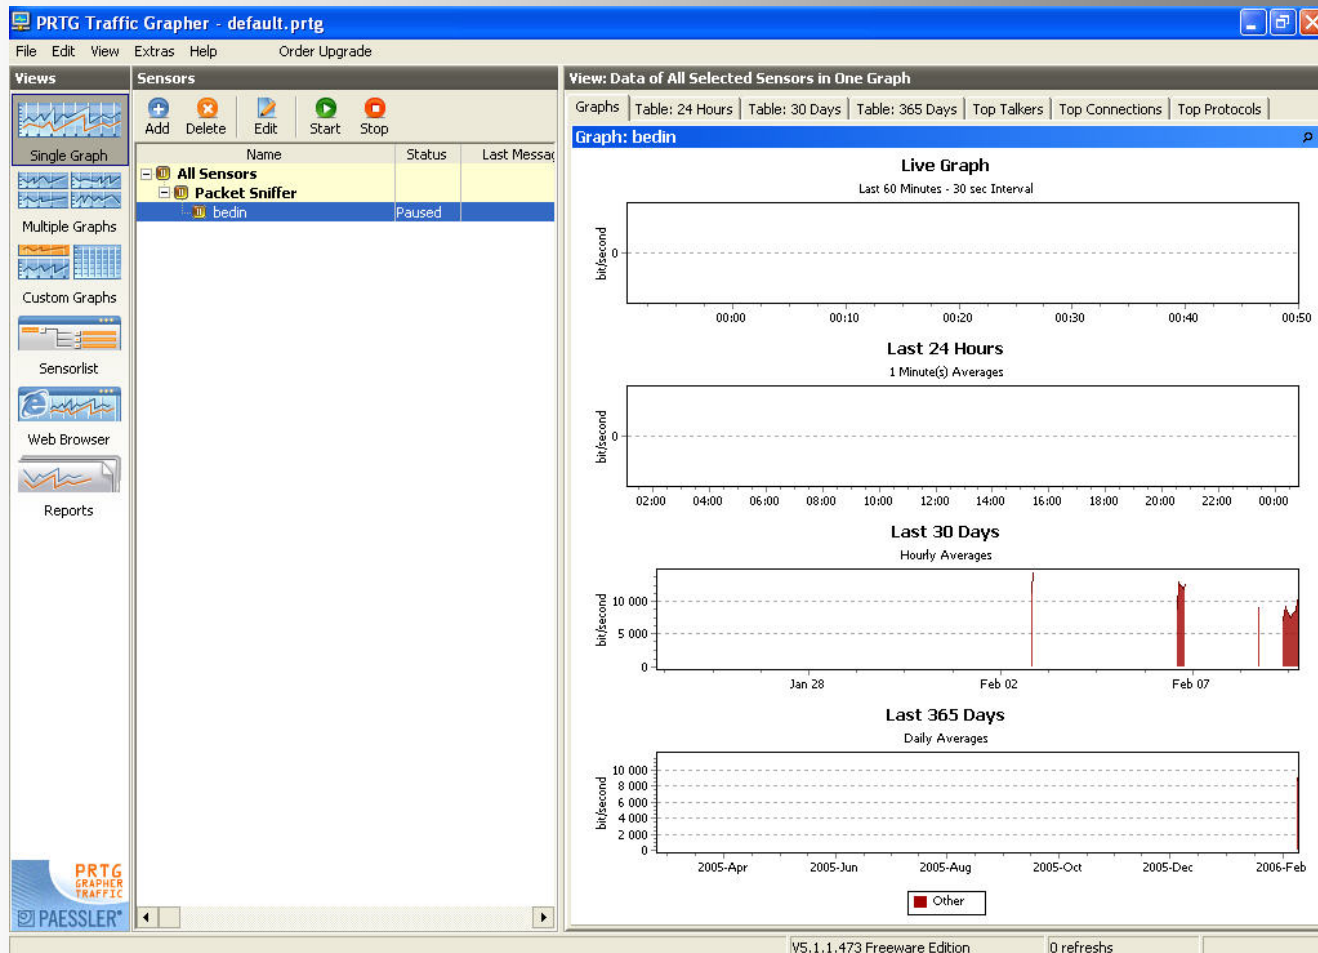 PRTG Traffic Grapher - default.prtg
File Edit View Extras Help Order Upgrade
Views
Single Graph
Multiple Graphs
Custom Graphs
Sensorlist
Web Browser
Reports
PRTG
GRAPHER
TRAFFIC
PAESSLER
Sensors
Add Delete Edit Start Stop
Name Status Last Messag
All Sensors
Packet Sniffer
bedin Paused
View: Data of All Selected Sensors in One Graph
Graphs Table: 24 Hours Table: 30 Days Table: 365 Days Top Talkers Top Connections Top Protocols
Graph: bedin
Live Graph
Last 60 Minutes - 30 sec Interval
bit/second
0
00:00 00:10 00:20 00:30 00:40 00:50
Last 24 Hours
1 Minute(s) Averages
bit/second
0
02:00 04:00 06:00 08:00 10:00 12:00 14:00 16:00 18:00 20:00 22:00 00:00
Last 30 Days
Hourly Averages
bit/second
10 000
5 000
0
Jan 28 Feb 02 Feb 07
Last 365 Days
Daily Averages
bit/second
10 000
8 000
6 000
4 000
2 000
0
2005-Apr 2005-Jun 2005-Aug 2005-Oct 2005-Dec 2006-Feb
Other
V5.1.1.473 Freeware Edition 0 refreshs